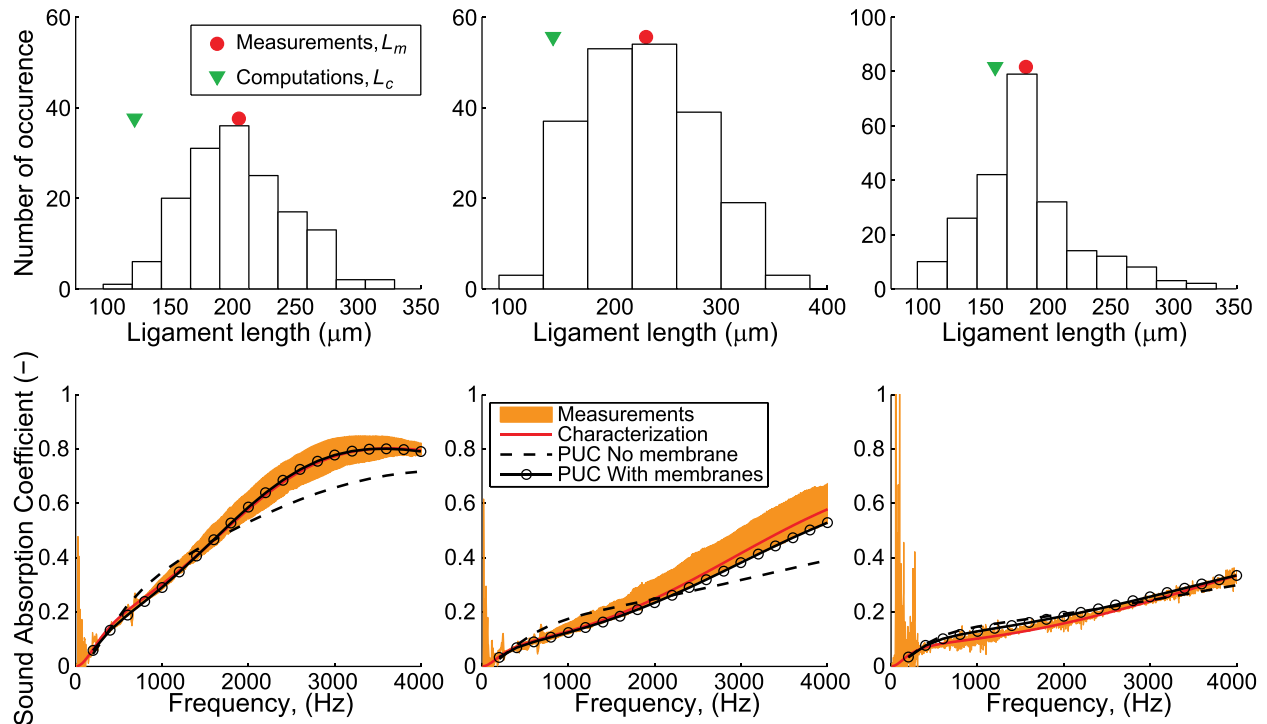 60
40
20
0
100 150 200 250 300 350
Ligament length (μm)
Number of occurence
Measurements, Lm
Computations, Lc
60
40
20
0
100 200 300 400
Ligament length (μm)
100
80
60
40
20
0
100 150 200 250 300 350
Ligament length (μm)
1
0.8
0.6
0.4
0.2
0
0 1000 2000 3000 4000
Frequency, (Hz)
Sound Absorption Coefficient (−)
1
0.8
0.6
0.4
0.2
0
0 1000 2000 3000 4000
Frequency, (Hz)
Measurements
Characterization
PUC No membrane
PUC With membranes
1
0.8
0.6
0.4
0.2
0
0 1000 2000 3000 4000
Frequency, (Hz)